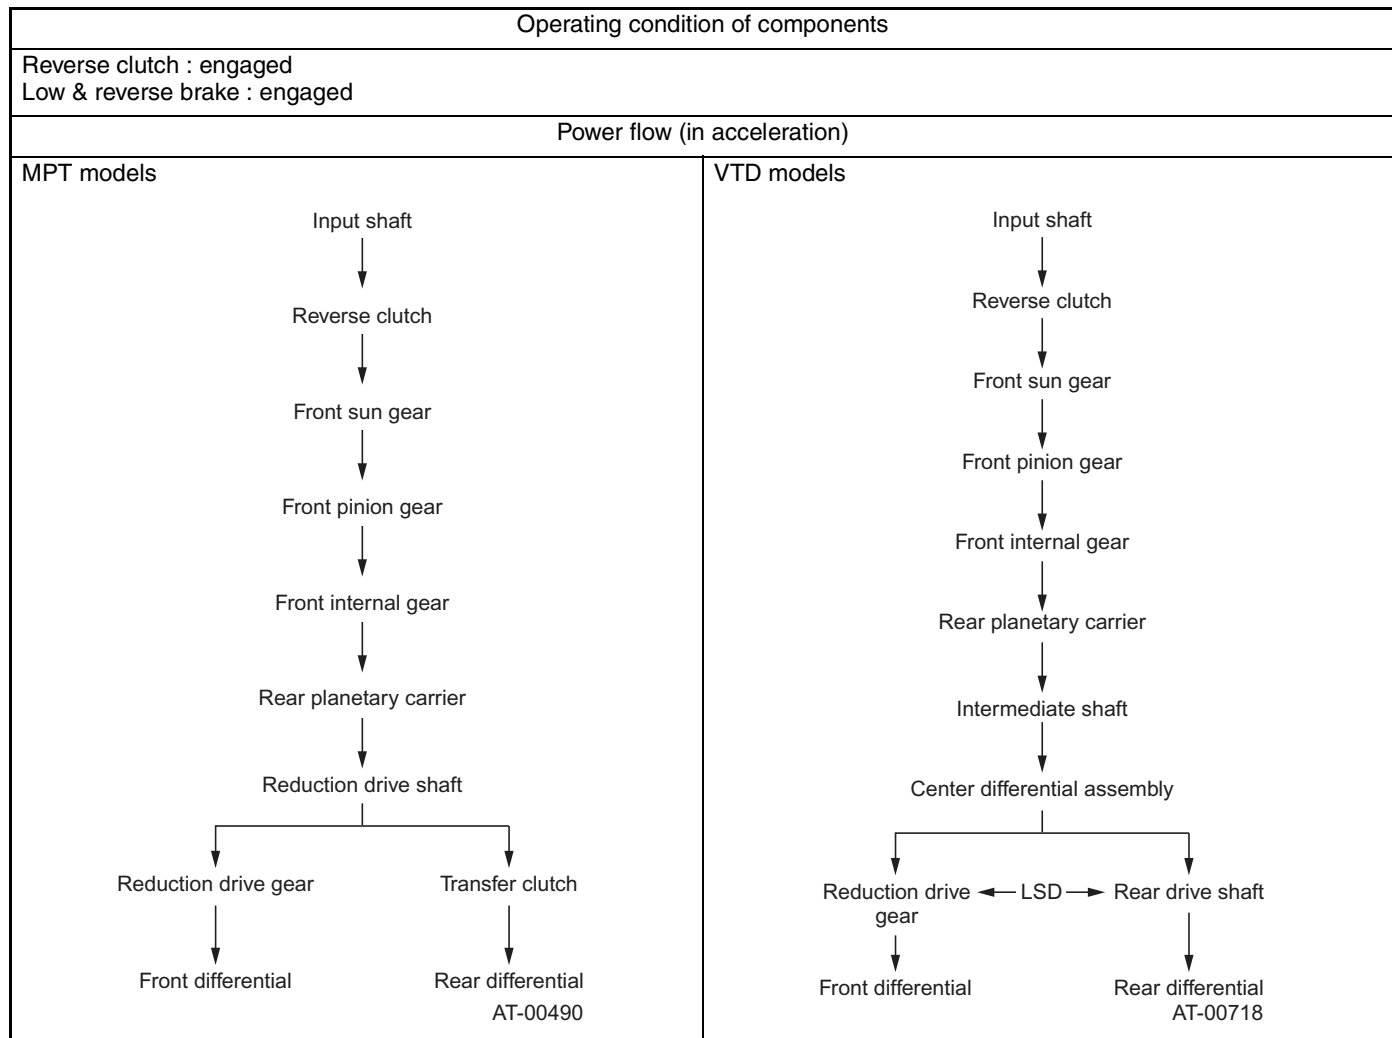 Operating condition of components
Reverse clutch : engaged
Low & reverse brake : engaged
Power flow (in acceleration)
MPT models
Input shaft
Reverse clutch
Front sun gear
Front pinion gear
Front internal gear
Rear planetary carrier
Reduction drive shaft
Reduction drive gear
Transfer clutch
Front differential
Rear differential
AT-00490
VTD models
Input shaft
Reverse clutch
Front sun gear
Front pinion gear
Front internal gear
Rear planetary carrier
Intermediate shaft
Center differential assembly
Reduction drive
gear
LSD
Rear drive shaft
Front differential
Rear differential
AT-00718